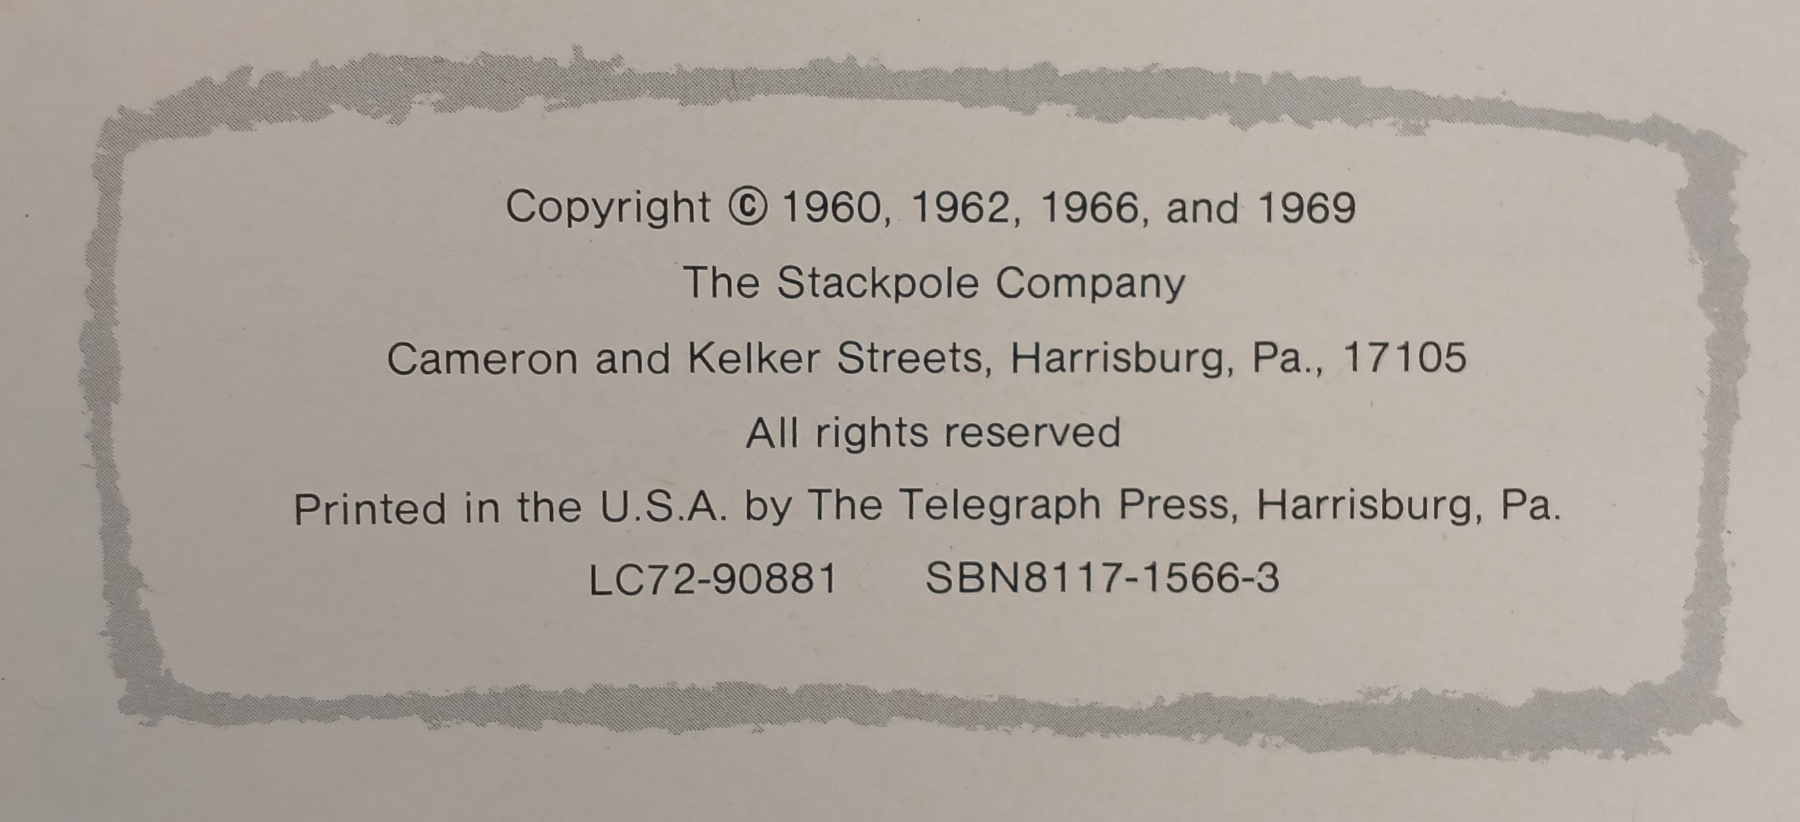 Copyright © 1960, 1962, 1966, and 1969
The Stackpole Company
Cameron and Kelker Streets, Harrisburg, Pa., 17105
All rights reserved
Printed in the U.S.A. by The Telegraph Press, Harrisburg, Pa.
LC72-90881 SBN8117-1566-3